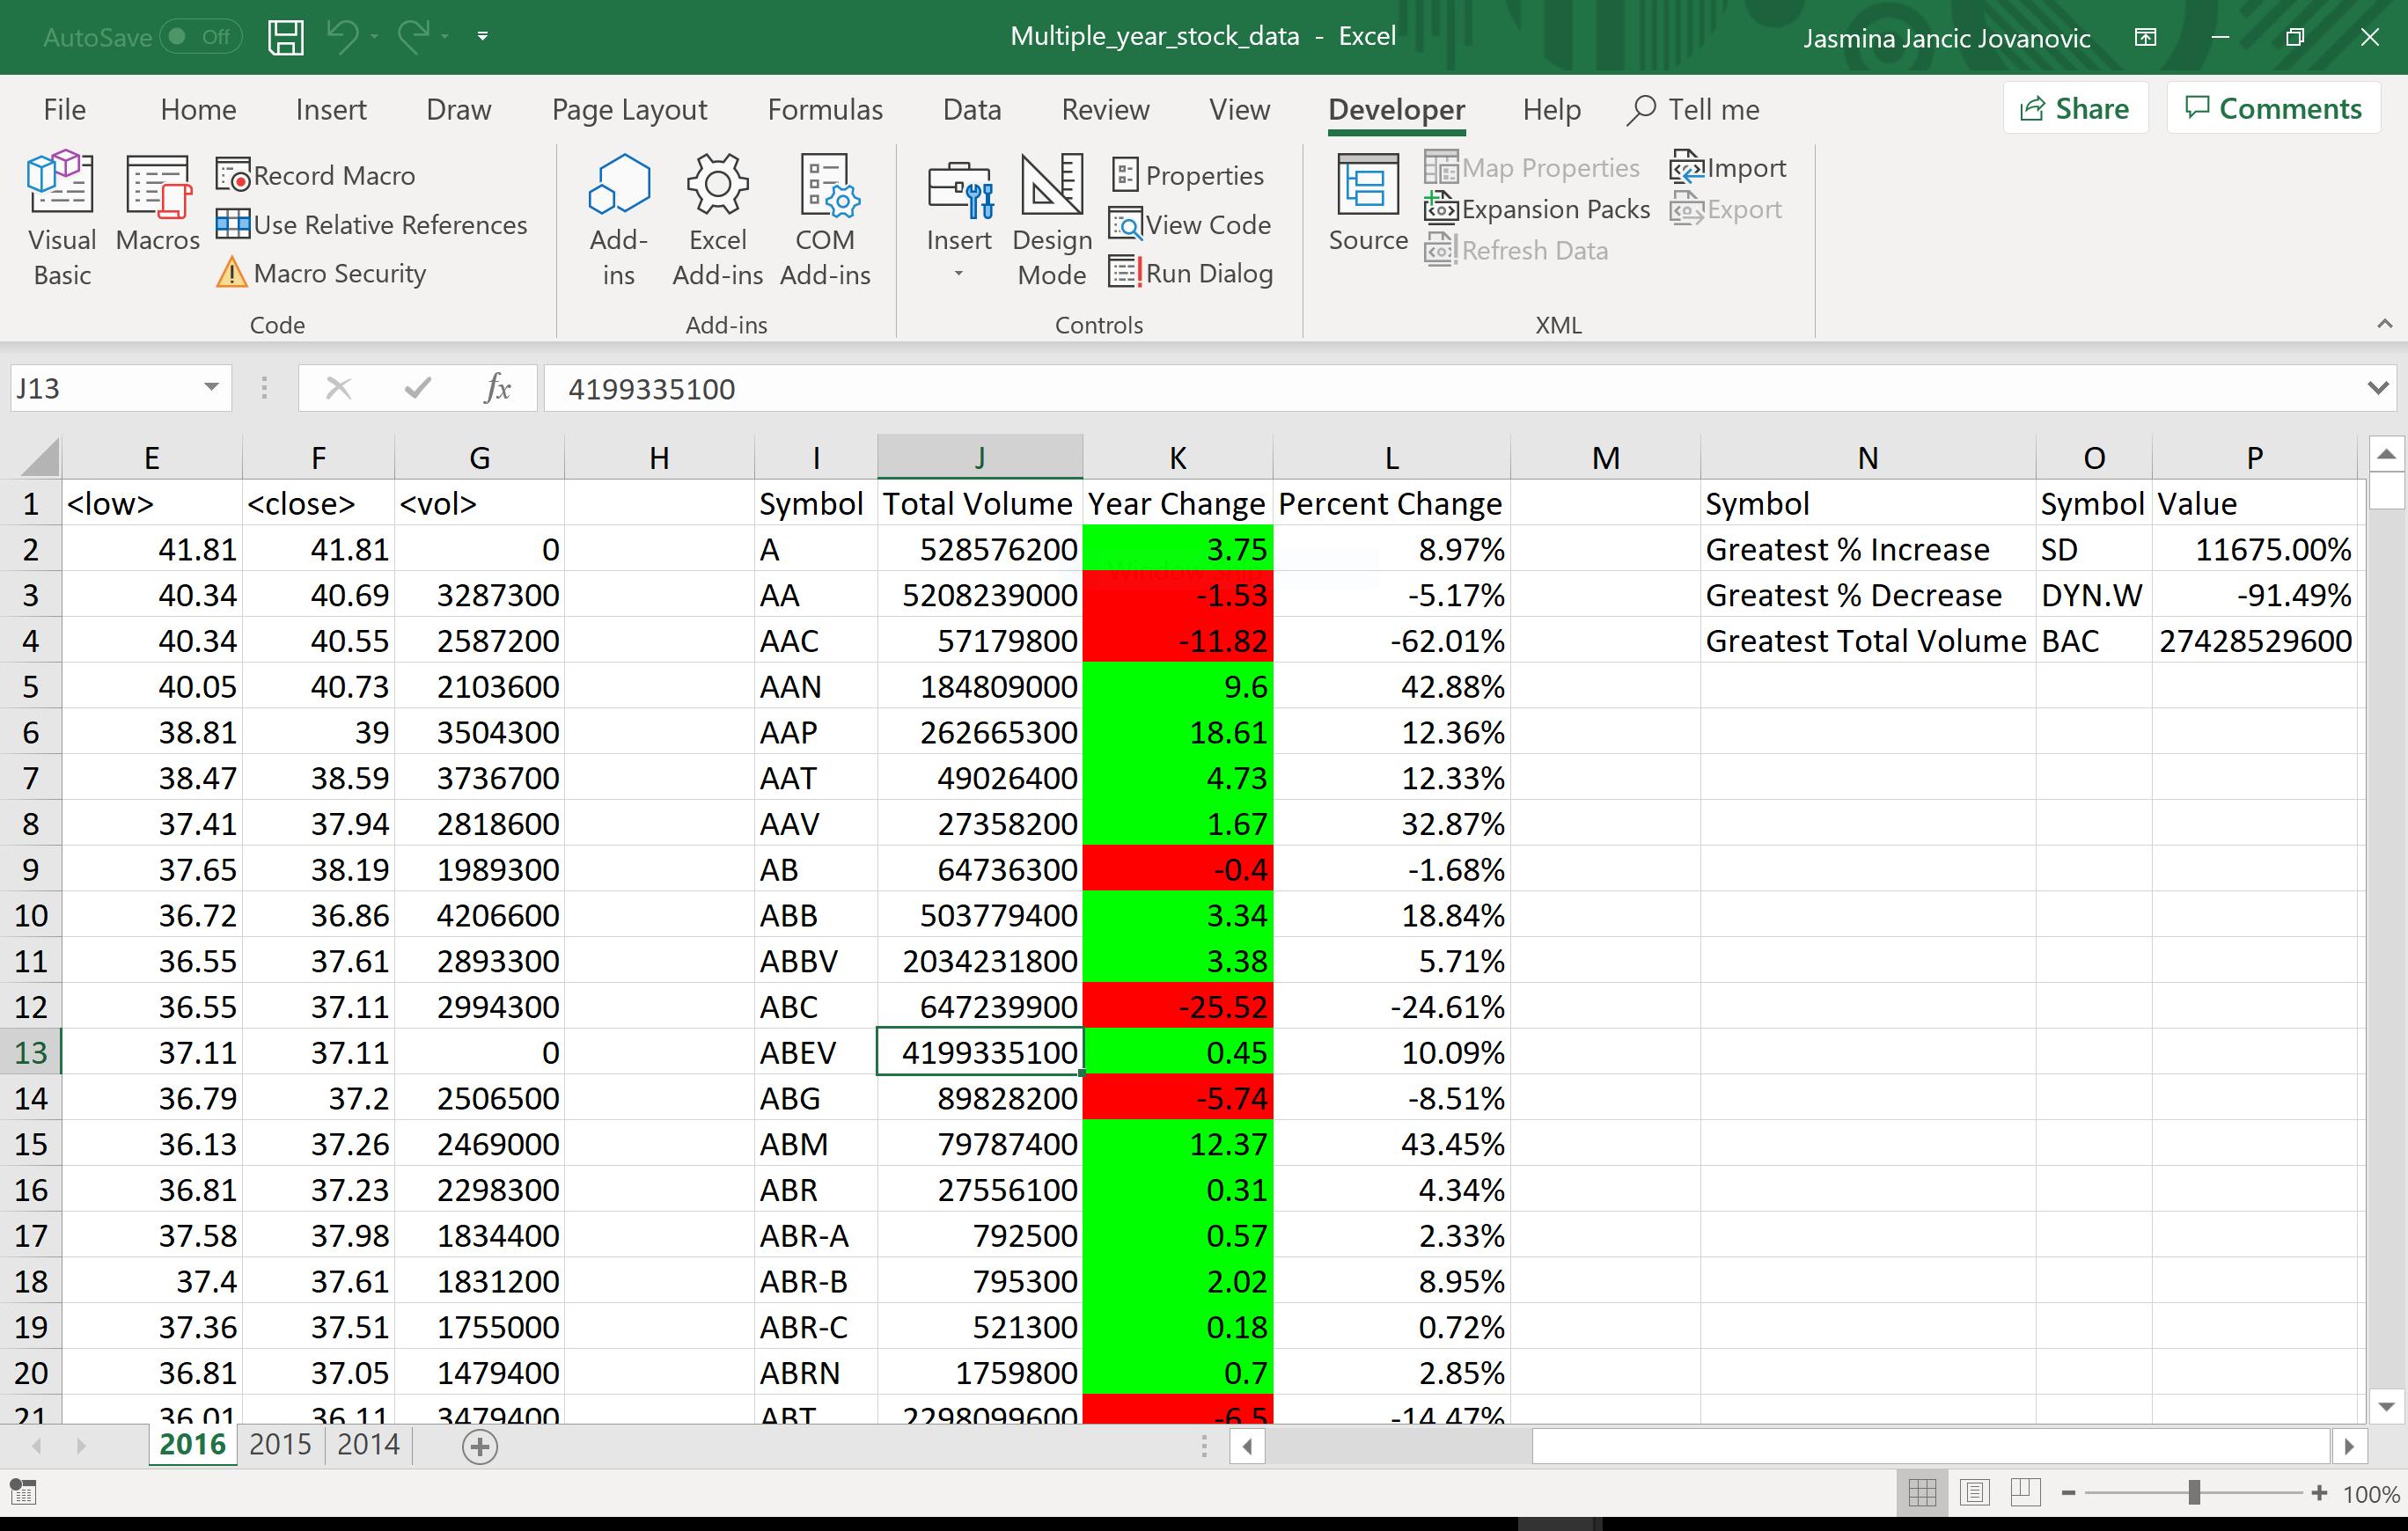 AutoSave Off Multiple_year_stock_data - Excel Jasmina Jancic Jovanovic
File Home Insert Draw Page Layout Formulas Data Review View Developer Help Tell me Share Comments
Visual Basic
Macros
Record Macro
Use Relative References
Macro Security
Code
Add-ins
Excel Add-ins
COM Add-ins
Add-ins
Insert
Design Mode
Properties
View Code
Run Dialog
Controls
Source
Map Properties
Expansion Packs
Refresh Data
Import
Export
XML
J13 fx 4199335100
E F G H I J K L M N O P
1 <low> <close> <vol> Symbol Total Volume Year Change Percent Change Symbol Symbol Value
2 41.81 41.81 0 A 528576200 3.75 8.97% Greatest % Increase SD 11675.00%
3 40.34 40.69 3287300 AA 5208239000 -1.53 -5.17% Greatest % Decrease DYN.W -91.49%
4 40.34 40.55 2587200 AAC 57179800 -11.82 -62.01% Greatest Total Volume BAC 27428529600
5 40.05 40.73 2103600 AAN 184809000 9.6 42.88%
6 38.81 39 3504300 AAP 262665300 18.61 12.36%
7 38.47 38.59 3736700 AAT 49026400 4.73 12.33%
8 37.41 37.94 2818600 AAV 27358200 1.67 32.87%
9 37.65 38.19 1989300 AB 64736300 -0.4 -1.68%
10 36.72 36.86 4206600 ABB 503779400 3.34 18.84%
11 36.55 37.61 2893300 ABBV 2034231800 3.38 5.71%
12 36.55 37.11 2994300 ABC 647239900 -25.52 -24.61%
13 37.11 37.11 0 ABEV 4199335100 0.45 10.09%
14 36.79 37.2 2506500 ABG 89828200 -5.74 -8.51%
15 36.13 37.26 2469000 ABM 79787400 12.37 43.45%
16 36.81 37.23 2298300 ABR 27556100 0.31 4.34%
17 37.58 37.98 1834400 ABR-A 792500 0.57 2.33%
18 37.4 37.61 1831200 ABR-B 795300 2.02 8.95%
19 37.36 37.51 1755000 ABR-C 521300 0.18 0.72%
20 36.81 37.05 1479400 ABRN 1759800 0.7 2.85%
21 36.01 36.11 3479400 ABT 2298099600 -6.5 -14.47%
2016 2015 2014
100%